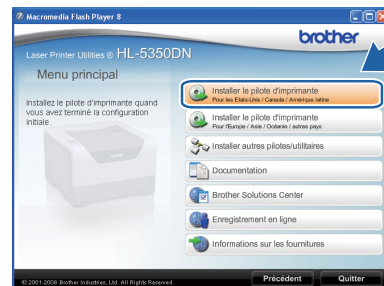 Macromedia Flash Player 8
brother
Laser Printer Utilities ® HL-5350DN
Menu principal
Installez le pilote d'imprimante quand
vous avez terminé la configuration
initiale.
Installer le pilote d'imprimante
Pour les Etats-Unis / Canada / Amérique latine
Installer le pilote d'imprimante
Pour l'Europe / Asie / Océanie / autres pays
Installer autres pilotes/utilitaires
Documentation
Brother Solutions Center
Enregistrement en ligne
Informations sur les fournitures
© 2001-2008 Brother Industries, Ltd. All Rights Reserved.
Précédent
Quitter